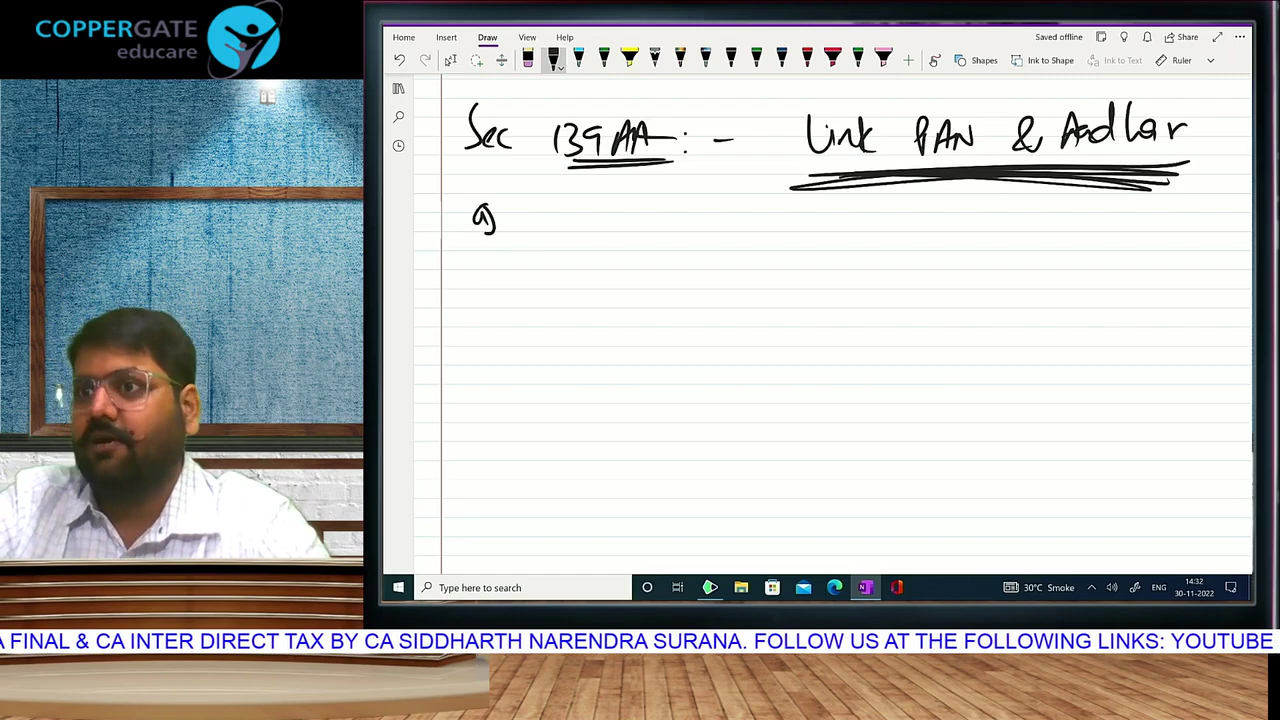 COPPERGATE
educare
Home Insert Draw View Help Saved offline Share
Shapes Ink to Shape Ink to Text Ruler
Sec 139AA :- Link PAN & Aadhar
a)
Type here to search 30°C Smoke ENG 14:32
30-11-2022
A FINAL & CA INTER DIRECT TAX BY CA SIDDHARTH NARENDRA SURANA. FOLLOW US AT THE FOLLOWING LINKS: YOUTUBE